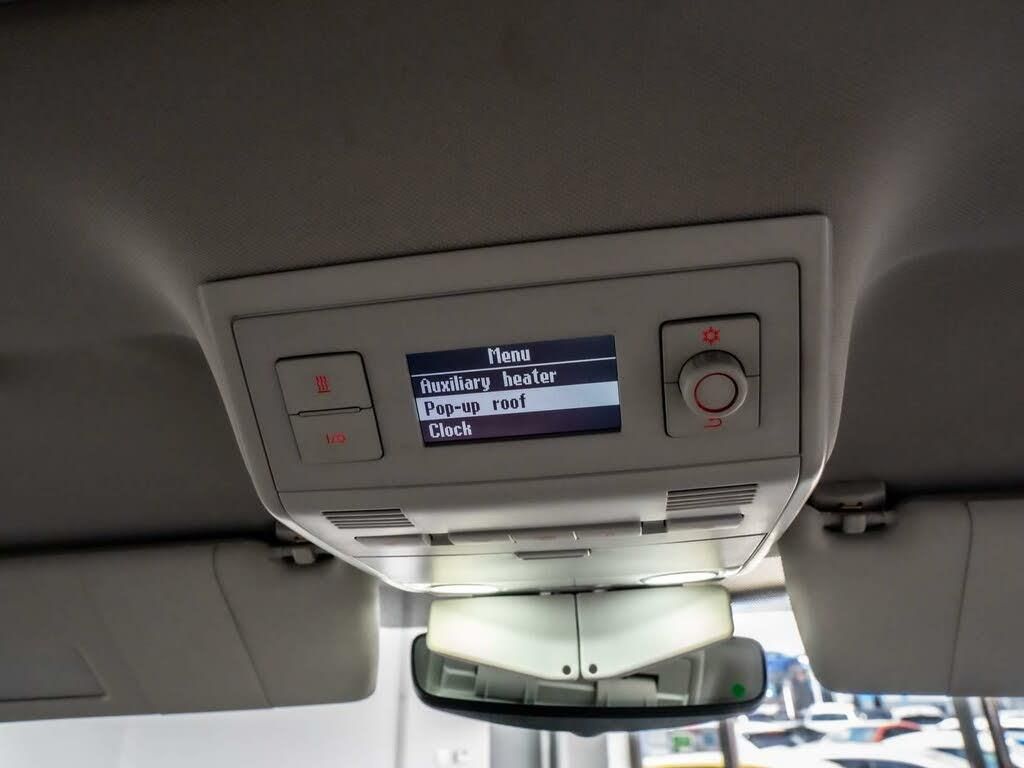 Menu
Auxiliary heater
Pop-up roof
Clock